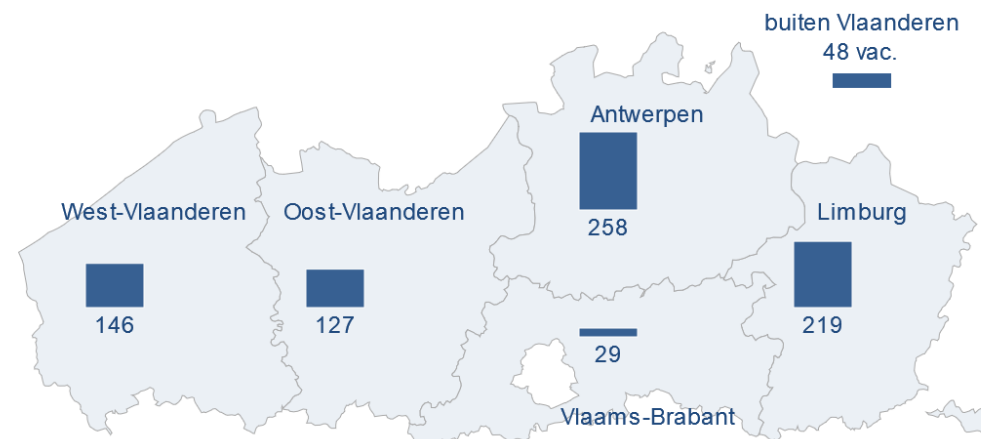 buiten Vlaanderen
48 vac.
Antwerpen
258
West-Vlaanderen
146
Oost-Vlaanderen
127
Limburg
219
29
Vlaams-Brabant